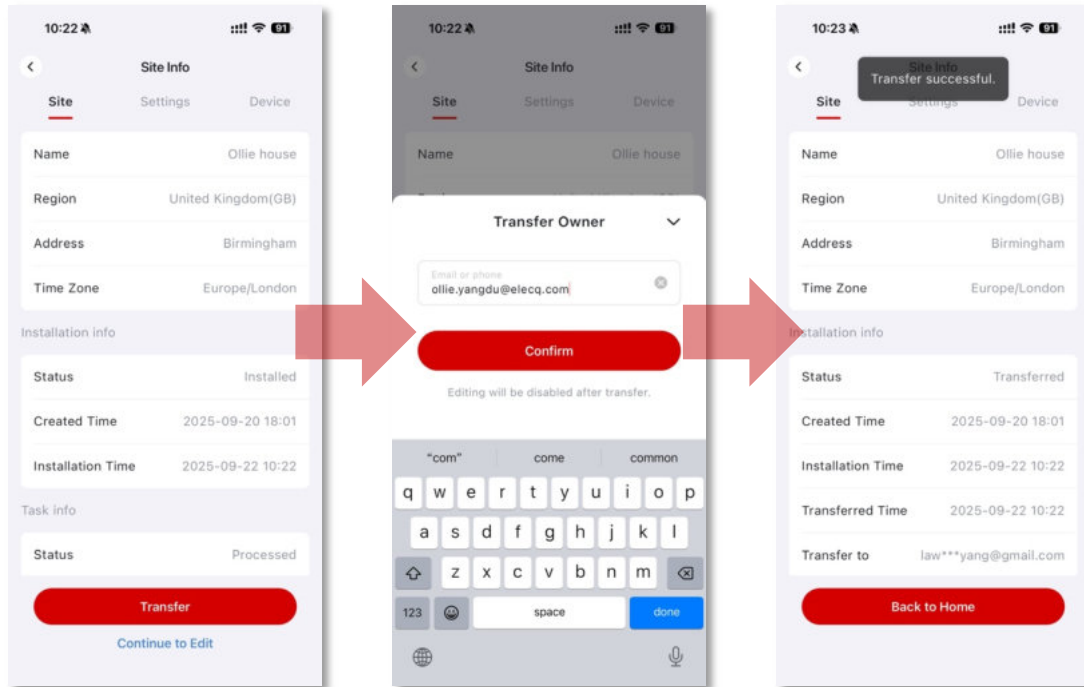 10:22
91
Site Info
Site Settings Device
Name Ollie house
Region United Kingdom(GB)
Address Birmingham
Time Zone Europe/London
Installation info
Status Installed
Created Time 2025-09-20 18:01
Installation Time 2025-09-22 10:22
Task info
Status Processed
Transfer
Continue to Edit
10:22
91
Site Info
Site Settings Device
Name Ollie house
Transfer Owner
Email or phone
ollie.yangdu@elecq.com
Confirm
Editing will be disabled after transfer.
"com" come common
q w e r t y u i o p
a s d f g h j k l
z x c v b n m
123 space done
10:23
91
Site Info
Transfer successful.
Site Settings Device
Name Ollie house
Region United Kingdom(GB)
Address Birmingham
Time Zone Europe/London
Installation info
Status Transferred
Created Time 2025-09-20 18:01
Installation Time 2025-09-22 10:22
Transferred Time 2025-09-22 10:22
Transfer to law***yang@gmail.com
Back to Home